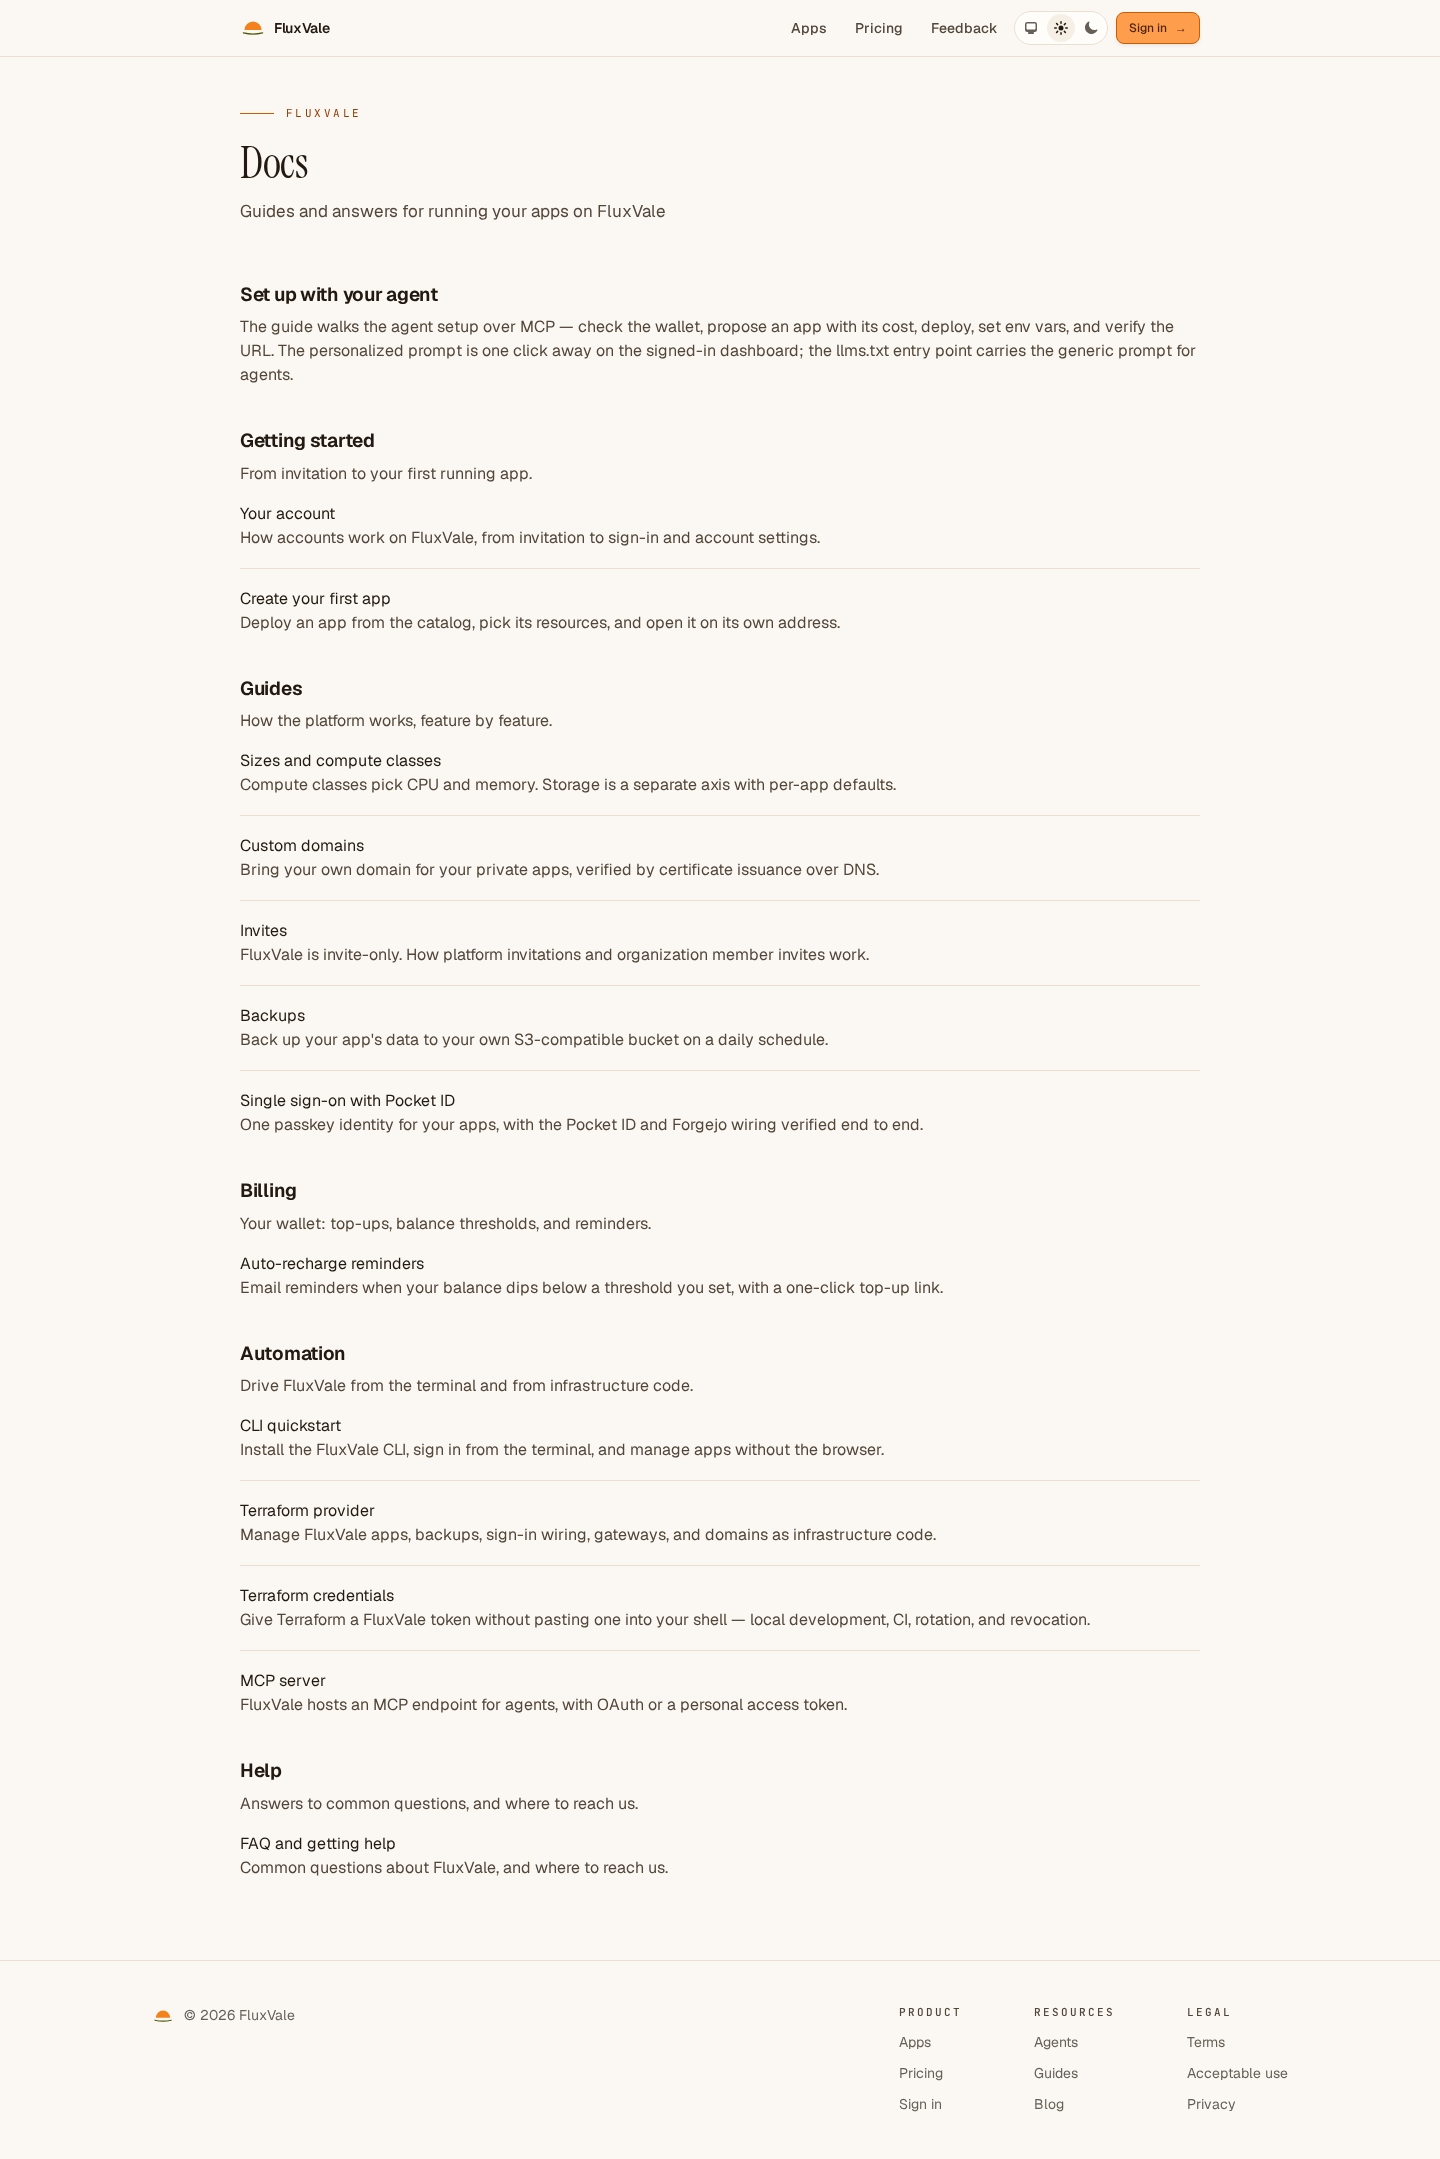 FluxVale
Apps
Pricing
Feedback
Sign in →
FLUXVALE
Docs
Guides and answers for running your apps on FluxVale
Set up with your agent
The guide walks the agent setup over MCP — check the wallet, propose an app with its cost, deploy, set env vars, and verify the
URL. The personalized prompt is one click away on the signed-in dashboard; the llms.txt entry point carries the generic prompt for
agents.
Getting started
From invitation to your first running app.
Your account
How accounts work on FluxVale, from invitation to sign-in and account settings.
Create your first app
Deploy an app from the catalog, pick its resources, and open it on its own address.
Guides
How the platform works, feature by feature.
Sizes and compute classes
Compute classes pick CPU and memory. Storage is a separate axis with per-app defaults.
Custom domains
Bring your own domain for your private apps, verified by certificate issuance over DNS.
Invites
FluxVale is invite-only. How platform invitations and organization member invites work.
Backups
Back up your app's data to your own S3-compatible bucket on a daily schedule.
Single sign-on with Pocket ID
One passkey identity for your apps, with the Pocket ID and Forgejo wiring verified end to end.
Billing
Your wallet: top-ups, balance thresholds, and reminders.
Auto-recharge reminders
Email reminders when your balance dips below a threshold you set, with a one-click top-up link.
Automation
Drive FluxVale from the terminal and from infrastructure code.
CLI quickstart
Install the FluxVale CLI, sign in from the terminal, and manage apps without the browser.
Terraform provider
Manage FluxVale apps, backups, sign-in wiring, gateways, and domains as infrastructure code.
Terraform credentials
Give Terraform a FluxVale token without pasting one into your shell — local development, CI, rotation, and revocation.
MCP server
FluxVale hosts an MCP endpoint for agents, with OAuth or a personal access token.
Help
Answers to common questions, and where to reach us.
FAQ and getting help
Common questions about FluxVale, and where to reach us.
© 2026 FluxVale
PRODUCT
Apps
Pricing
Sign in
RESOURCES
Agents
Guides
Blog
LEGAL
Terms
Acceptable use
Privacy